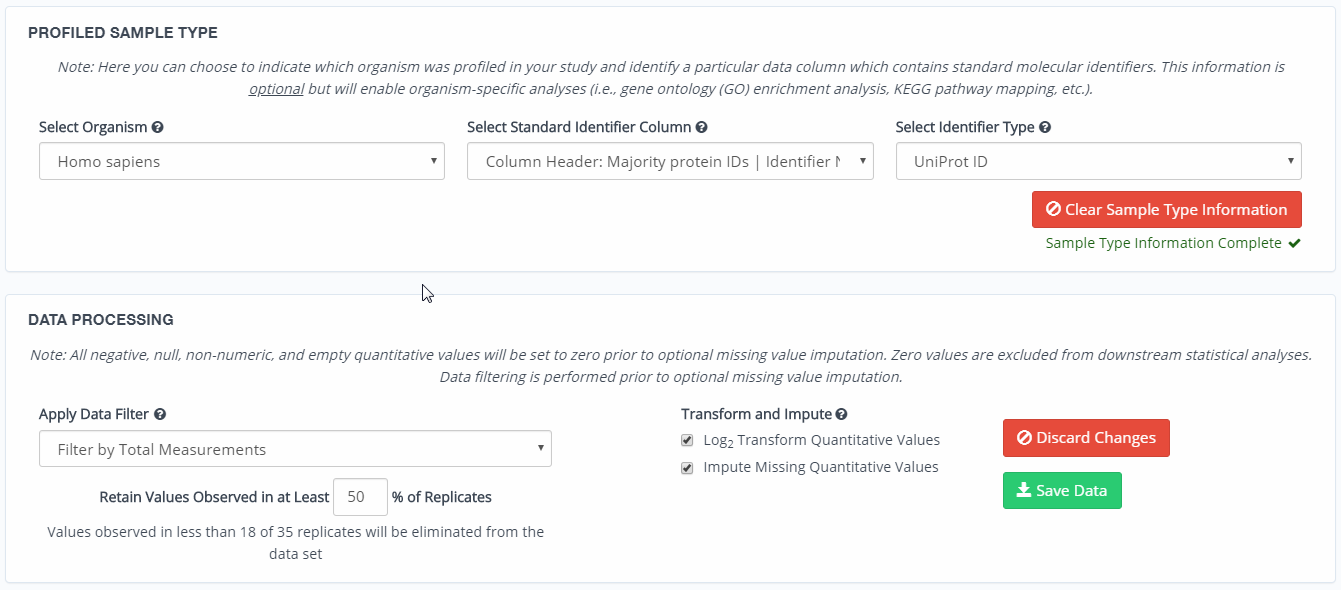 PROFILED SAMPLE TYPE
Note: Here you can choose to indicate which organism was profiled in your study and identify a particular data column which contains standard molecular identifiers. This information is
optional but will enable organism-specific analyses (i.e., gene ontology (GO) enrichment analysis, KEGG pathway mapping, etc.).
Select Organism
Select Standard Identifier Column
Select Identifier Type
Homo sapiens
Column Header: Majority protein IDs | Identifier
UniProt ID
Clear Sample Type Information
Sample Type Information Complete
DATA PROCESSING
Note: All negative, null, non-numeric, and empty quantitative values will be set to zero prior to optional missing value imputation. Zero values are excluded from downstream statistical analyses.
Data filtering is performed prior to optional missing value imputation.
Apply Data Filter
Filter by Total Measurements
Retain Values Observed in at Least 50 % of Replicates
Values observed in less than 18 of 35 replicates will be eliminated from the
data set
Transform and Impute
Log2 Transform Quantitative Values
Impute Missing Quantitative Values
Discard Changes
Save Data